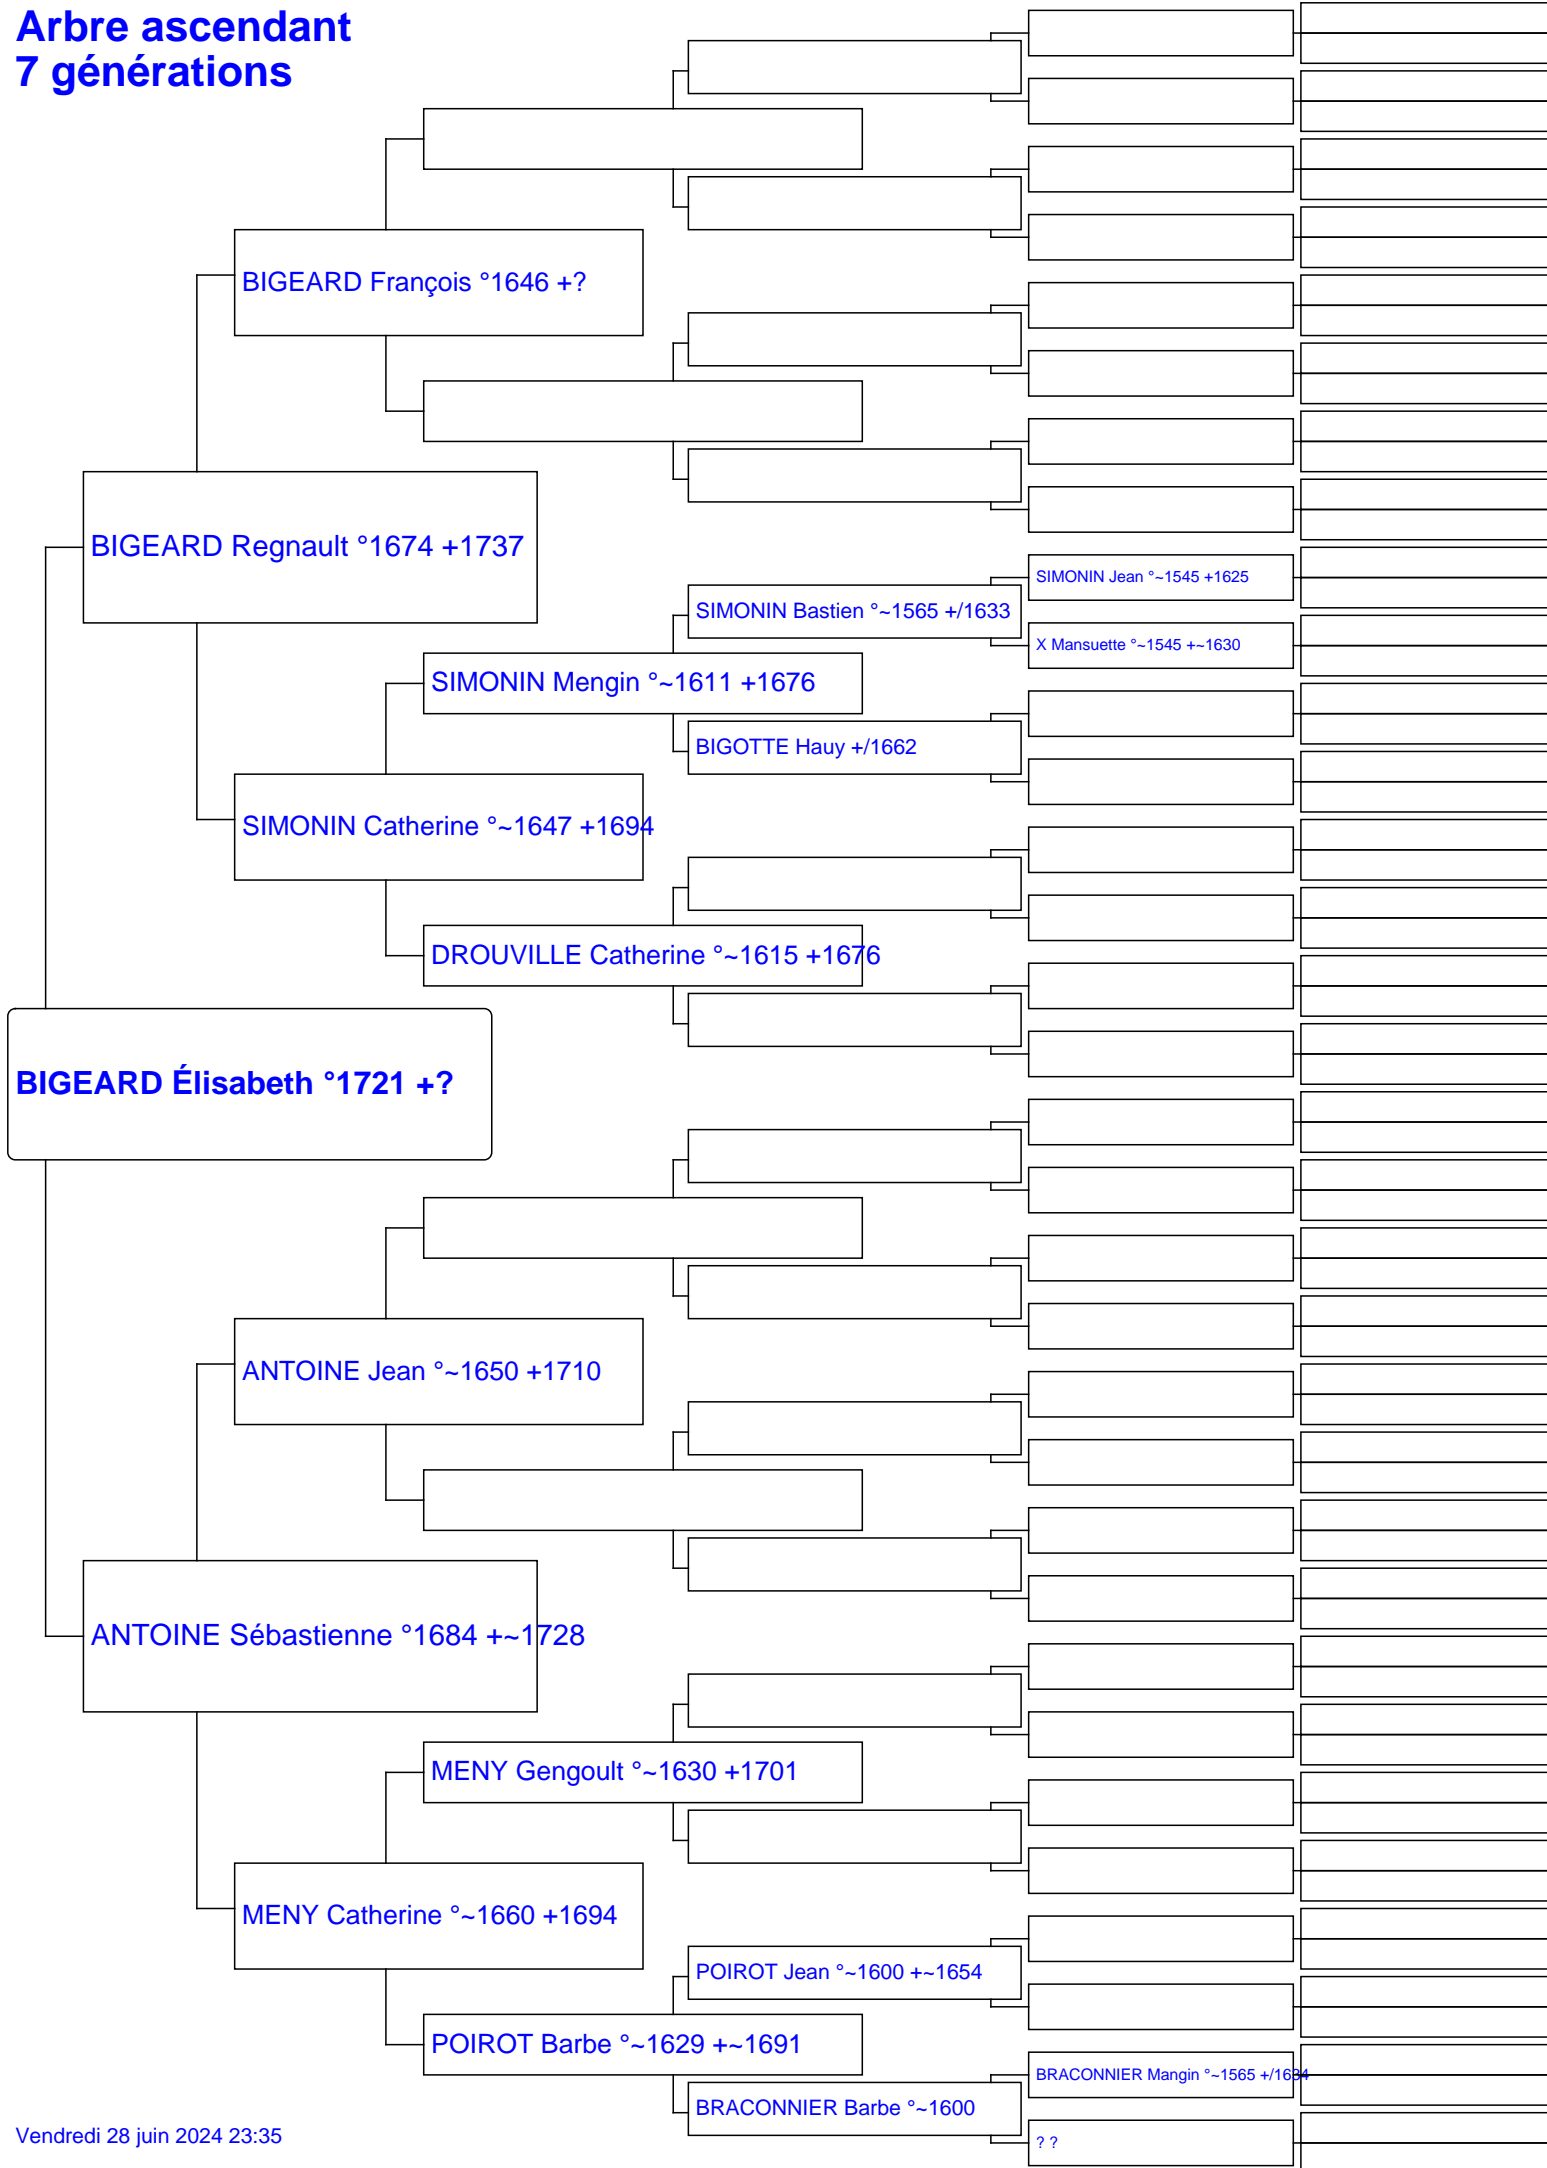 Arbre ascendant
7 générations
BIGEARD François °1646 +?
BIGEARD Regnault °1674 +1737
SIMONIN Jean °~1545 +1625
SIMONIN Bastien °~1565 +/1633
X Mansuette °~1545 +~1630
SIMONIN Mengin °~1611 +1676
BIGOTTE Hauy +/1662
SIMONIN Catherine °~1647 +1694
DROUVILLE Catherine °~1615 +1676
BIGEARD Élisabeth °1721 +?
ANTOINE Jean °~1650 +1710
ANTOINE Sébastienne °1684 +~1728
MENY Gengoult °~1630 +1701
MENY Catherine °~1660 +1694
POIROT Jean °~1600 +~1654
POIROT Barbe °~1629 +~1691
BRACONNIER Mangin °~1565 +/1634
BRACONNIER Barbe °~1600
? ?
Vendredi 28 juin 2024 23:35